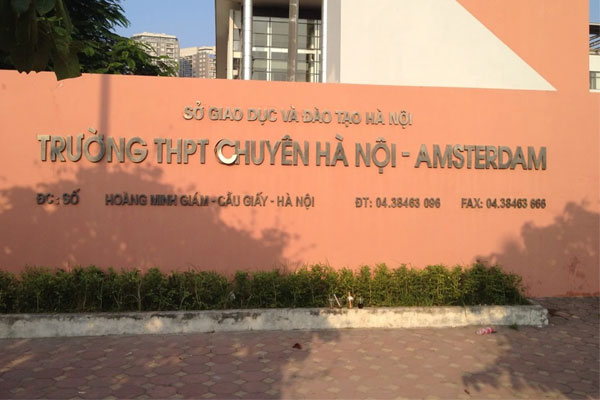 SỞ GIÁO DỤC VÀ ĐÀO TẠO HÀ NỘI
TRƯỜNG THPT CHUYÊN HÀ NỘI - AMSTERDAM
ĐC : SỐ HOÀNG MINH GIÁM - CẦU GIẤY - HÀ NỘI ĐT: 04.38463 096 FAX: 04.38463 666